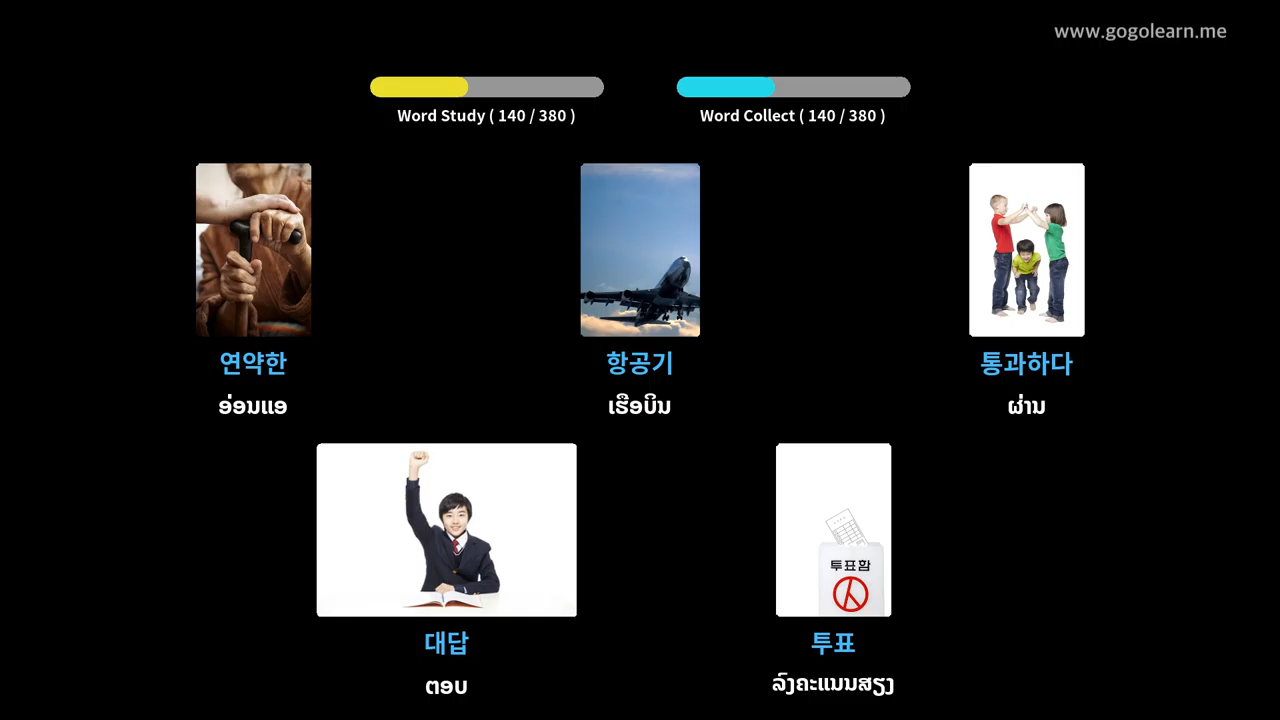 www.gogolearn.me
Word Study ( 140 / 380 )
Word Collect ( 140 / 380 )
연약한
항공기
통과하다
ອ່ອນແອ
ເຮືອບິນ
ຜ່ານ
투표함
대답
투표
ຕອບ
ລົງຄະແນນສຽງ